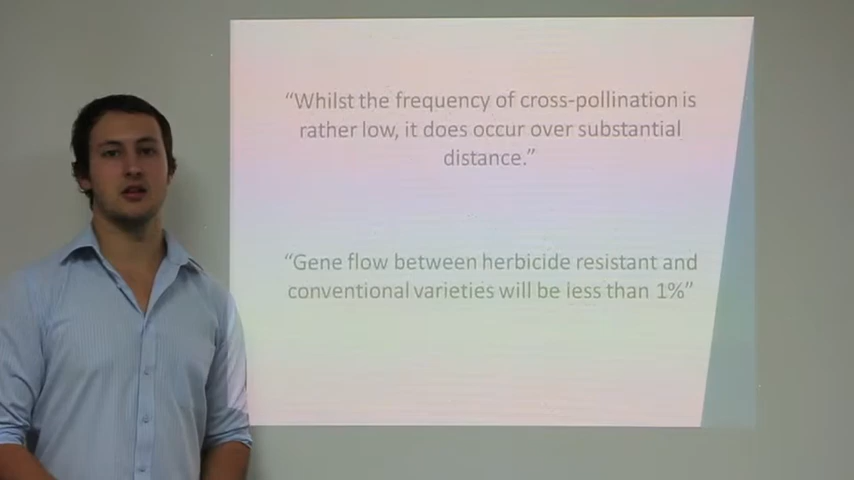 “Whilst the frequency of cross-pollination is
rather low, it does occur over substantial
distance.”
“Gene flow between herbicide resistant and
conventional varieties will be less than 1%”